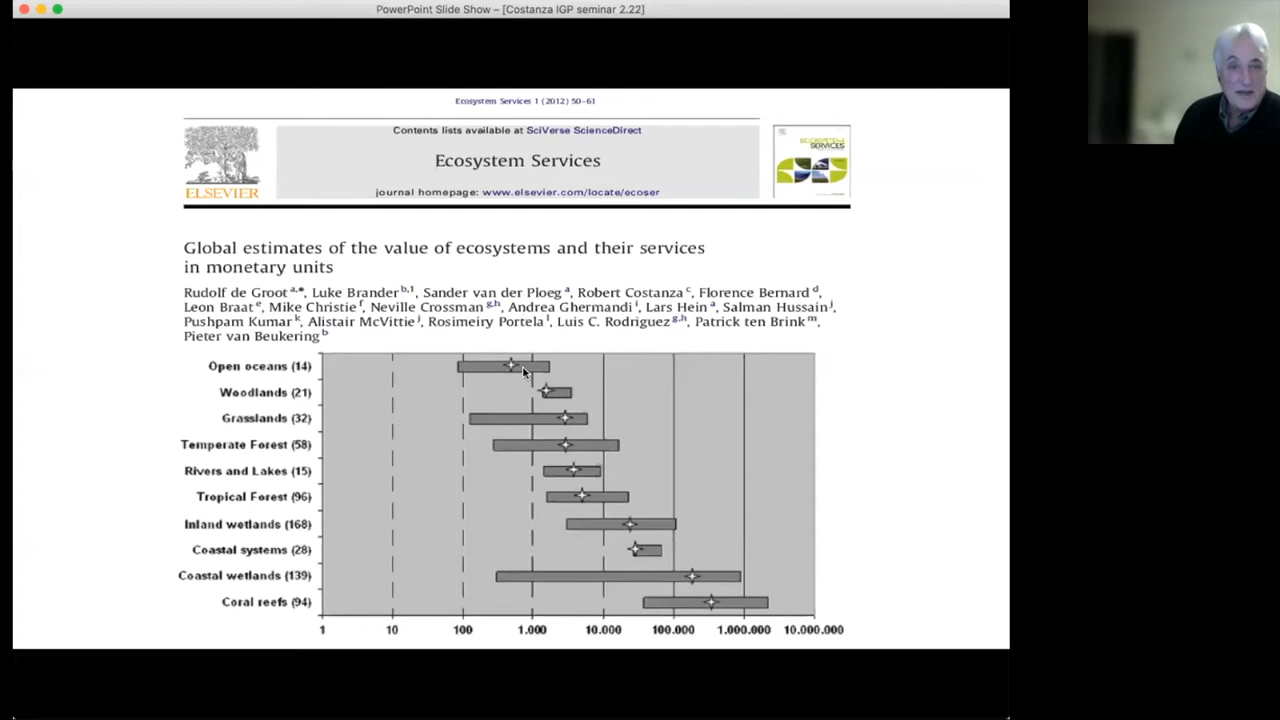 PowerPoint Slide Show – [Costanza IGP seminar 2.22]
Ecosystem Services 1 (2012) 50–61
Contents lists available at SciVerse ScienceDirect
Ecosystem Services
journal homepage: www.elsevier.com/locate/ecoser
ELSEVIER
ECOSYSTEM
SERVICES
Global estimates of the value of ecosystems and their services
in monetary units
Rudolf de Groot a,*, Luke Brander b,1, Sander van der Ploeg a, Robert Costanza c, Florence Bernard d,
Leon Braat e, Mike Christie f, Neville Crossman g,h, Andrea Ghermandi i, Lars Hein a, Salman Hussain j,
Pushpam Kumar k, Alistair McVittie j, Rosimeiry Portela l, Luis C. Rodriguez g,h, Patrick ten Brink m,
Pieter van Beukering b
Open oceans (14)
Woodlands (21)
Grasslands (32)
Temperate Forest (58)
Rivers and Lakes (15)
Tropical Forest (96)
Inland wetlands (168)
Coastal systems (28)
Coastal wetlands (139)
Coral reefs (94)
1 10 100 1.000 10.000 100.000 1.000.000 10.000.000